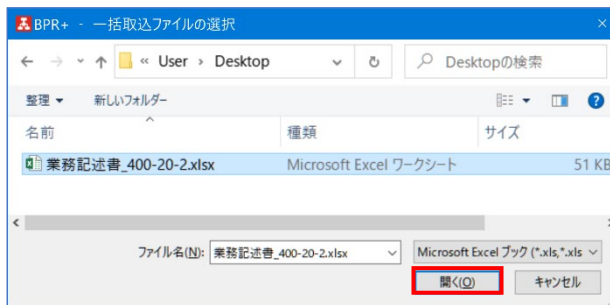 BPR+ - 一括取込ファイルの選択
« User › Desktop
Desktopの検索
整理 新しいフォルダー
名前 種類 サイズ
業務記述書_400-20-2.xlsx Microsoft Excel ワークシート 51 KB
ファイル名(N): 業務記述書_400-20-2.xlsx Microsoft Excel ブック (*.xls,*.xls
開く(O) キャンセル